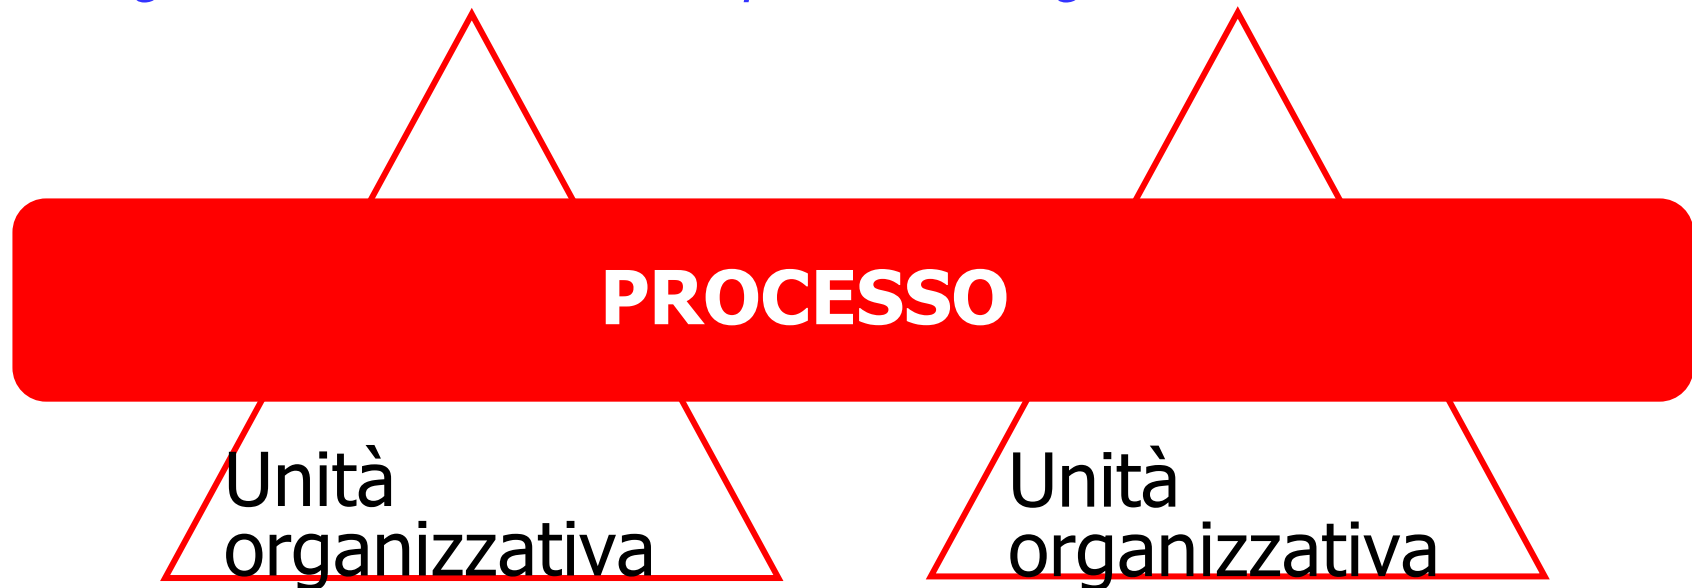 PROCESSO
Unità
organizzativa
Unità
organizzativa